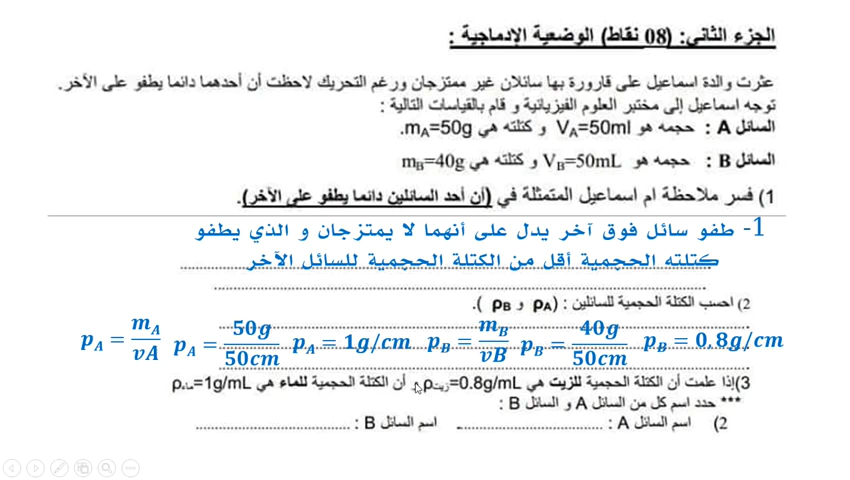 الجزء الثاني: (08 نقاط) الوضعية الإدماجية :
عثرت والدة اسماعيل على قارورة بها سائلان غير ممتزجان ورغم التحريك لاحظت أن أحدهما دائما يطفو على الآخر.
توجه اسماعيل إلى مختبر العلوم الفيزيائية و قام بالقياسات التالية :
السائل A : حجمه هو VA=50ml و كتلته هي mA=50g.
السائل B : حجمه هو VB=50mL و كتلته هي mB=40g
1) فسر ملاحظة ام اسماعيل المتمثلة في (أن أحد السائلين دائما يطفو على الآخر).
1- طفو سائل فوق آخر يدل على أنهما لا يمتزجان و الذي يطفو
كتلته الحجمية أقل من الكتلة الحجمية للسائل الآخر
2) احسب الكتلة الحجمية للسائلين : (ρA و ρB ).
pA = mA/vA pA = 50g/50cm pA = 1g/cm pB = mB/vB pB = 40g/50cm pB = 0,8g/cm
3)إذا علمت أن الكتلة الحجمية للزيت هي ρزيت=0.8g/mL و أن الكتلة الحجمية للماء هي ρماء=1g/mL
*** حدد اسم كل من السائل A و السائل B :
2) اسم السائل A : ........................................ اسم السائل B : ........................................